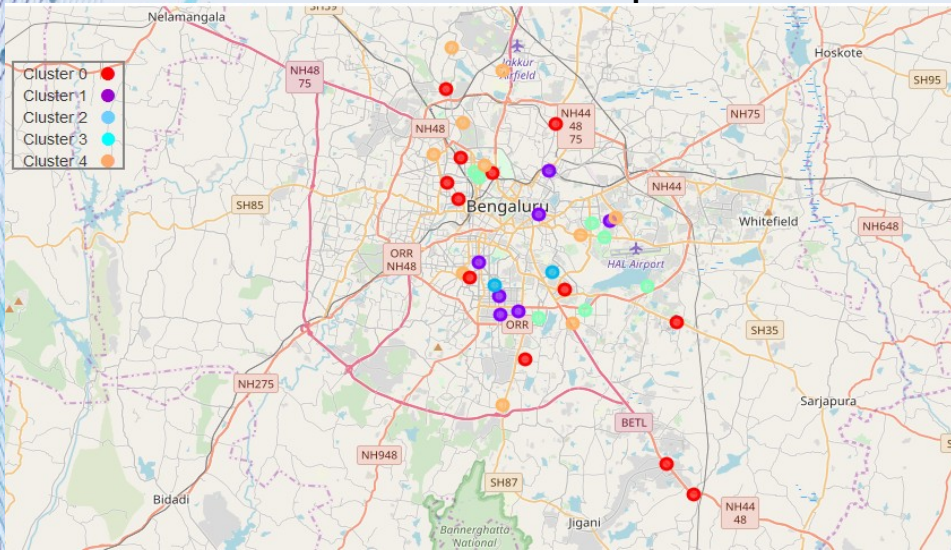 SH39
Nelamangala
Jakkur
Airfield
Hoskote
NH48
75
SH95
Cluster 0
Cluster 1
Cluster 2
Cluster 3
Cluster 4
NH48
NH44
48
75
NH75
NH44
SH85
Bengaluru
Whitefield
NH648
ORR
NH48
HAL Airport
ORR
SH35
NH275
Sarjapura
BETL
NH948
SH87
NH44
48
Bidadi
Jigani
Bannerghatta
National